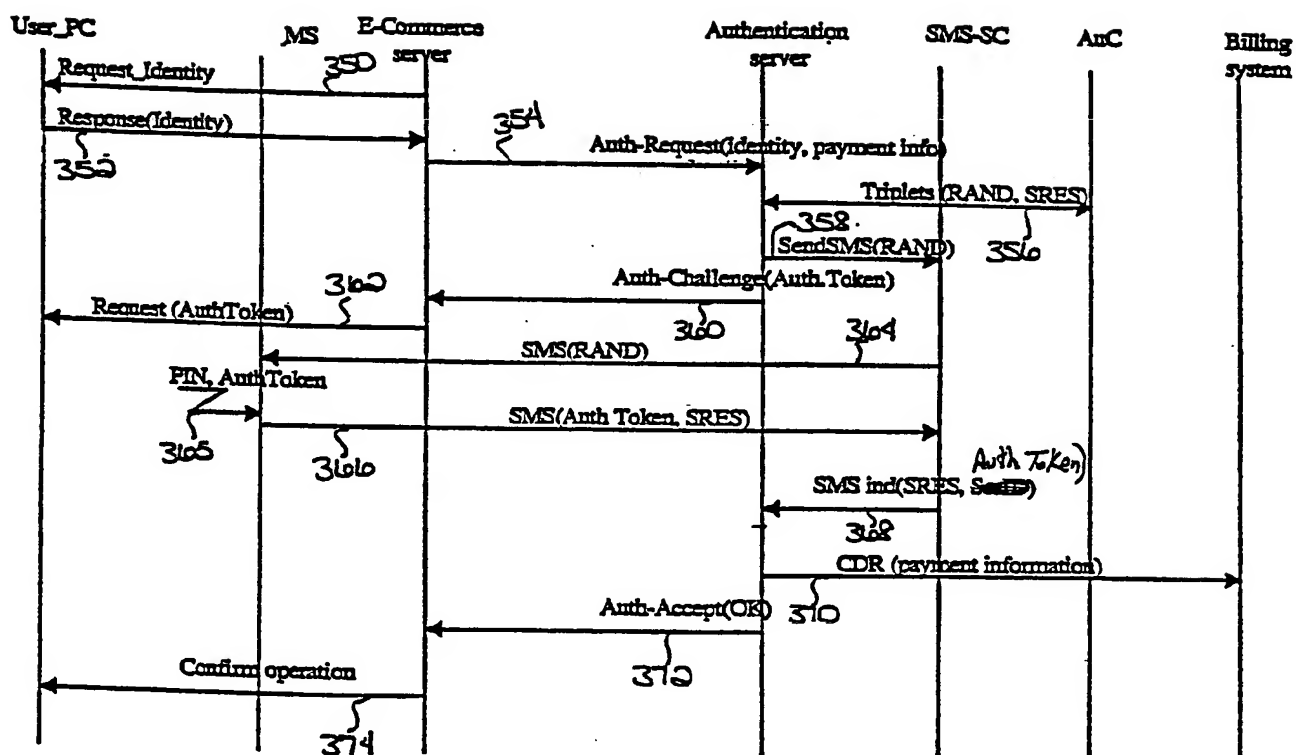 User_PC
MS
E-Commerce
server
Authentication
server
SMS-SC
AuC
Billing
system
Request_Identity
350
Response(Identity)
352
354
Auth-Request(Identity, payment info)
Triplets (RAND, SRES)
356
358
SendSMS(RAND)
Auth-Challenge(Auth.Token)
360
362
Request (AuthToken)
364
SMS(RAND)
PIN, AuthToken
365
SMS(Auth Token, SRES)
366
Auth Token)
SMS ind(SRES,
368
CDR (payment information)
370
Auth-Accept(OK)
372
Confirm operation
374